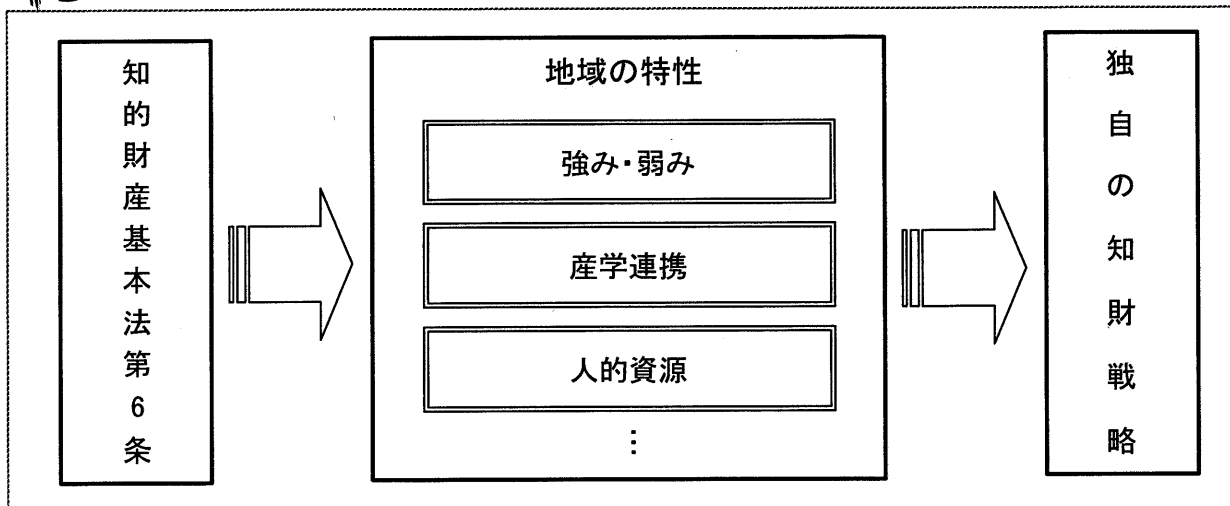 知的財産基本法第6条
地域の特性
強み・弱み
産学連携
人的資源
⋮
独自の知財戦略